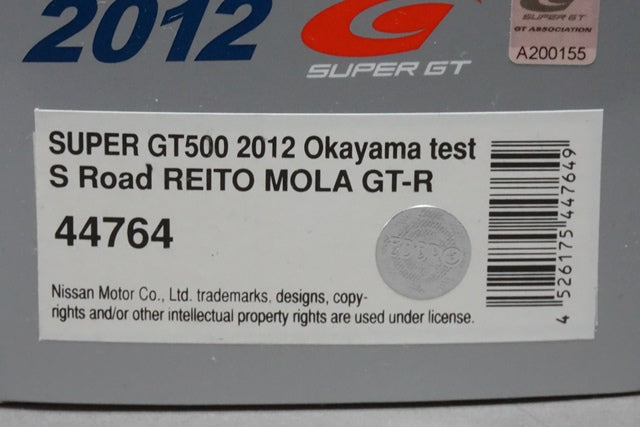 2012
SUPER GT
SUPER GT
GT ASSOCIATION
A200155
SUPER GT500 2012 Okayama test
S Road REITO MOLA GT-R
44764
EBBRO
Nissan Motor Co., Ltd. trademarks. designs, copy-
rights and/or other intellectual property rights are used under license.
4 526175 447649